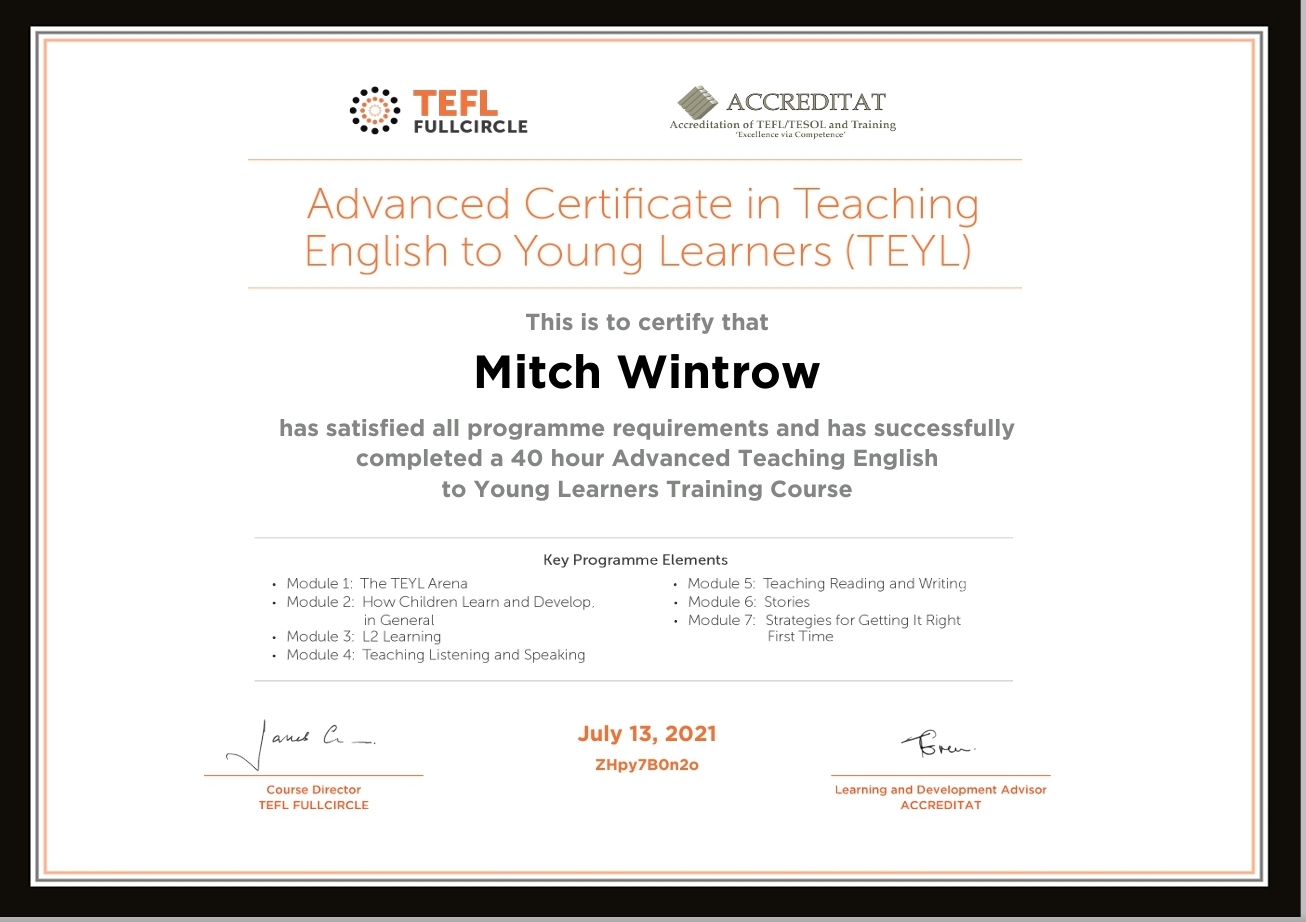 TEFL
FULLCIRCLE
ACCREDITAT
Accreditation of TEFL/TESOL and Training
'Excellence via Competence'
Advanced Certificate in Teaching
English to Young Learners (TEYL)
This is to certify that
Mitch Wintrow
has satisfied all programme requirements and has successfully
completed a 40 hour Advanced Teaching English
to Young Learners Training Course
Key Programme Elements
• Module 1: The TEYL Arena
• Module 2: How Children Learn and Develop,
in General
• Module 3: L2 Learning
• Module 4: Teaching Listening and Speaking
• Module 5: Teaching Reading and Writing
• Module 6: Stories
• Module 7: Strategies for Getting It Right
First Time
July 13, 2021
ZHpy7B0n2o
Course Director
TEFL FULLCIRCLE
Learning and Development Advisor
ACCREDITAT